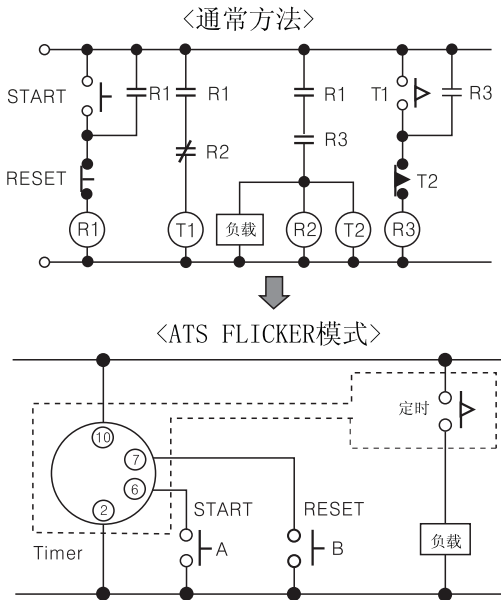 <通常方法>
START
R1
R1
R1
T1
R3
R2
R3
RESET
T2
R1
T1
负载
R2
T2
R3
<ATS FLICKER模式>
定时
10
7
6
2
START
RESET
A
B
Timer
负载